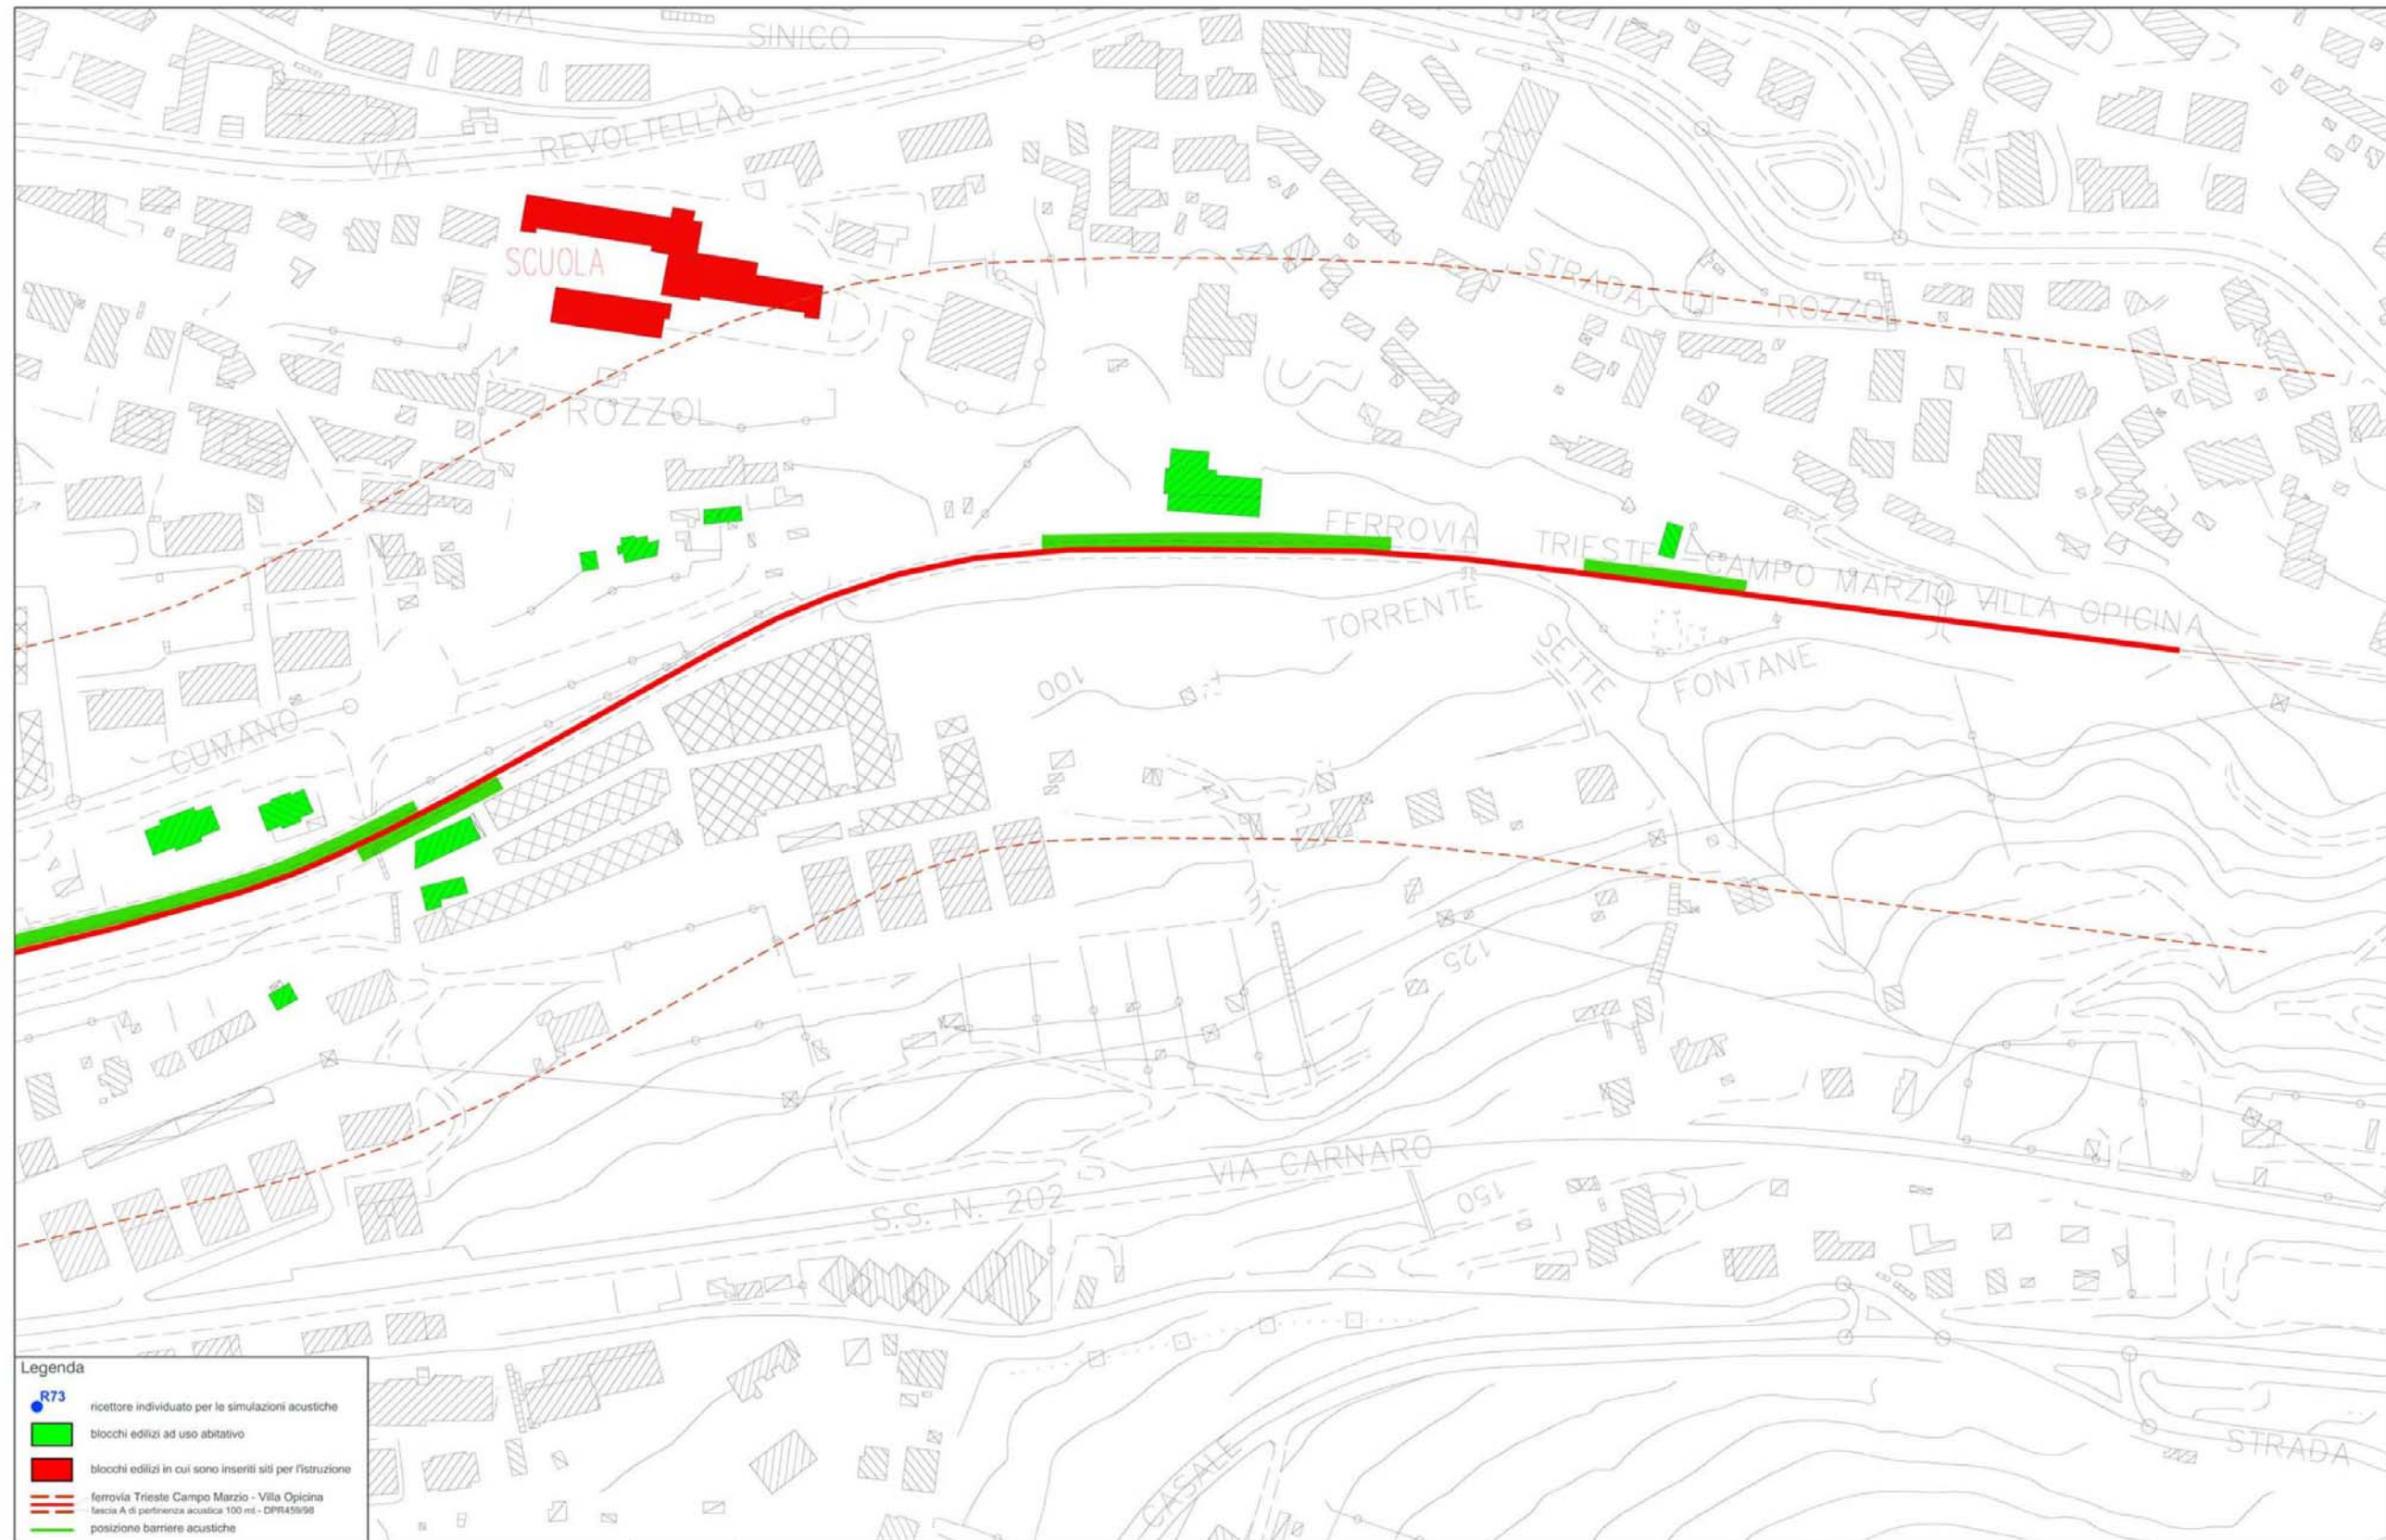 VIA
SINICO
VIA REVOLTELLA
SCUOLA
STRADA ROZZOL
ROZZOL
FERROVIA TRIESTE CAMPO MARZIO VILLA OPICINA
TORRENTE SETTE FONTANE
100
CUMANO
125
VIA CARNARO
150
S.S. N. 202
CASALE
STRADA
Legenda
R73
ricettore individuato per le simulazioni acustiche
blocchi edilizi ad uso abitativo
blocchi edilizi in cui sono inseriti siti per l'istruzione
ferrovia Trieste Campo Marzio - Villa Opicina
fascia A di pertinenza acustica 100 mt - DPR459/98
posizione barriere acustiche